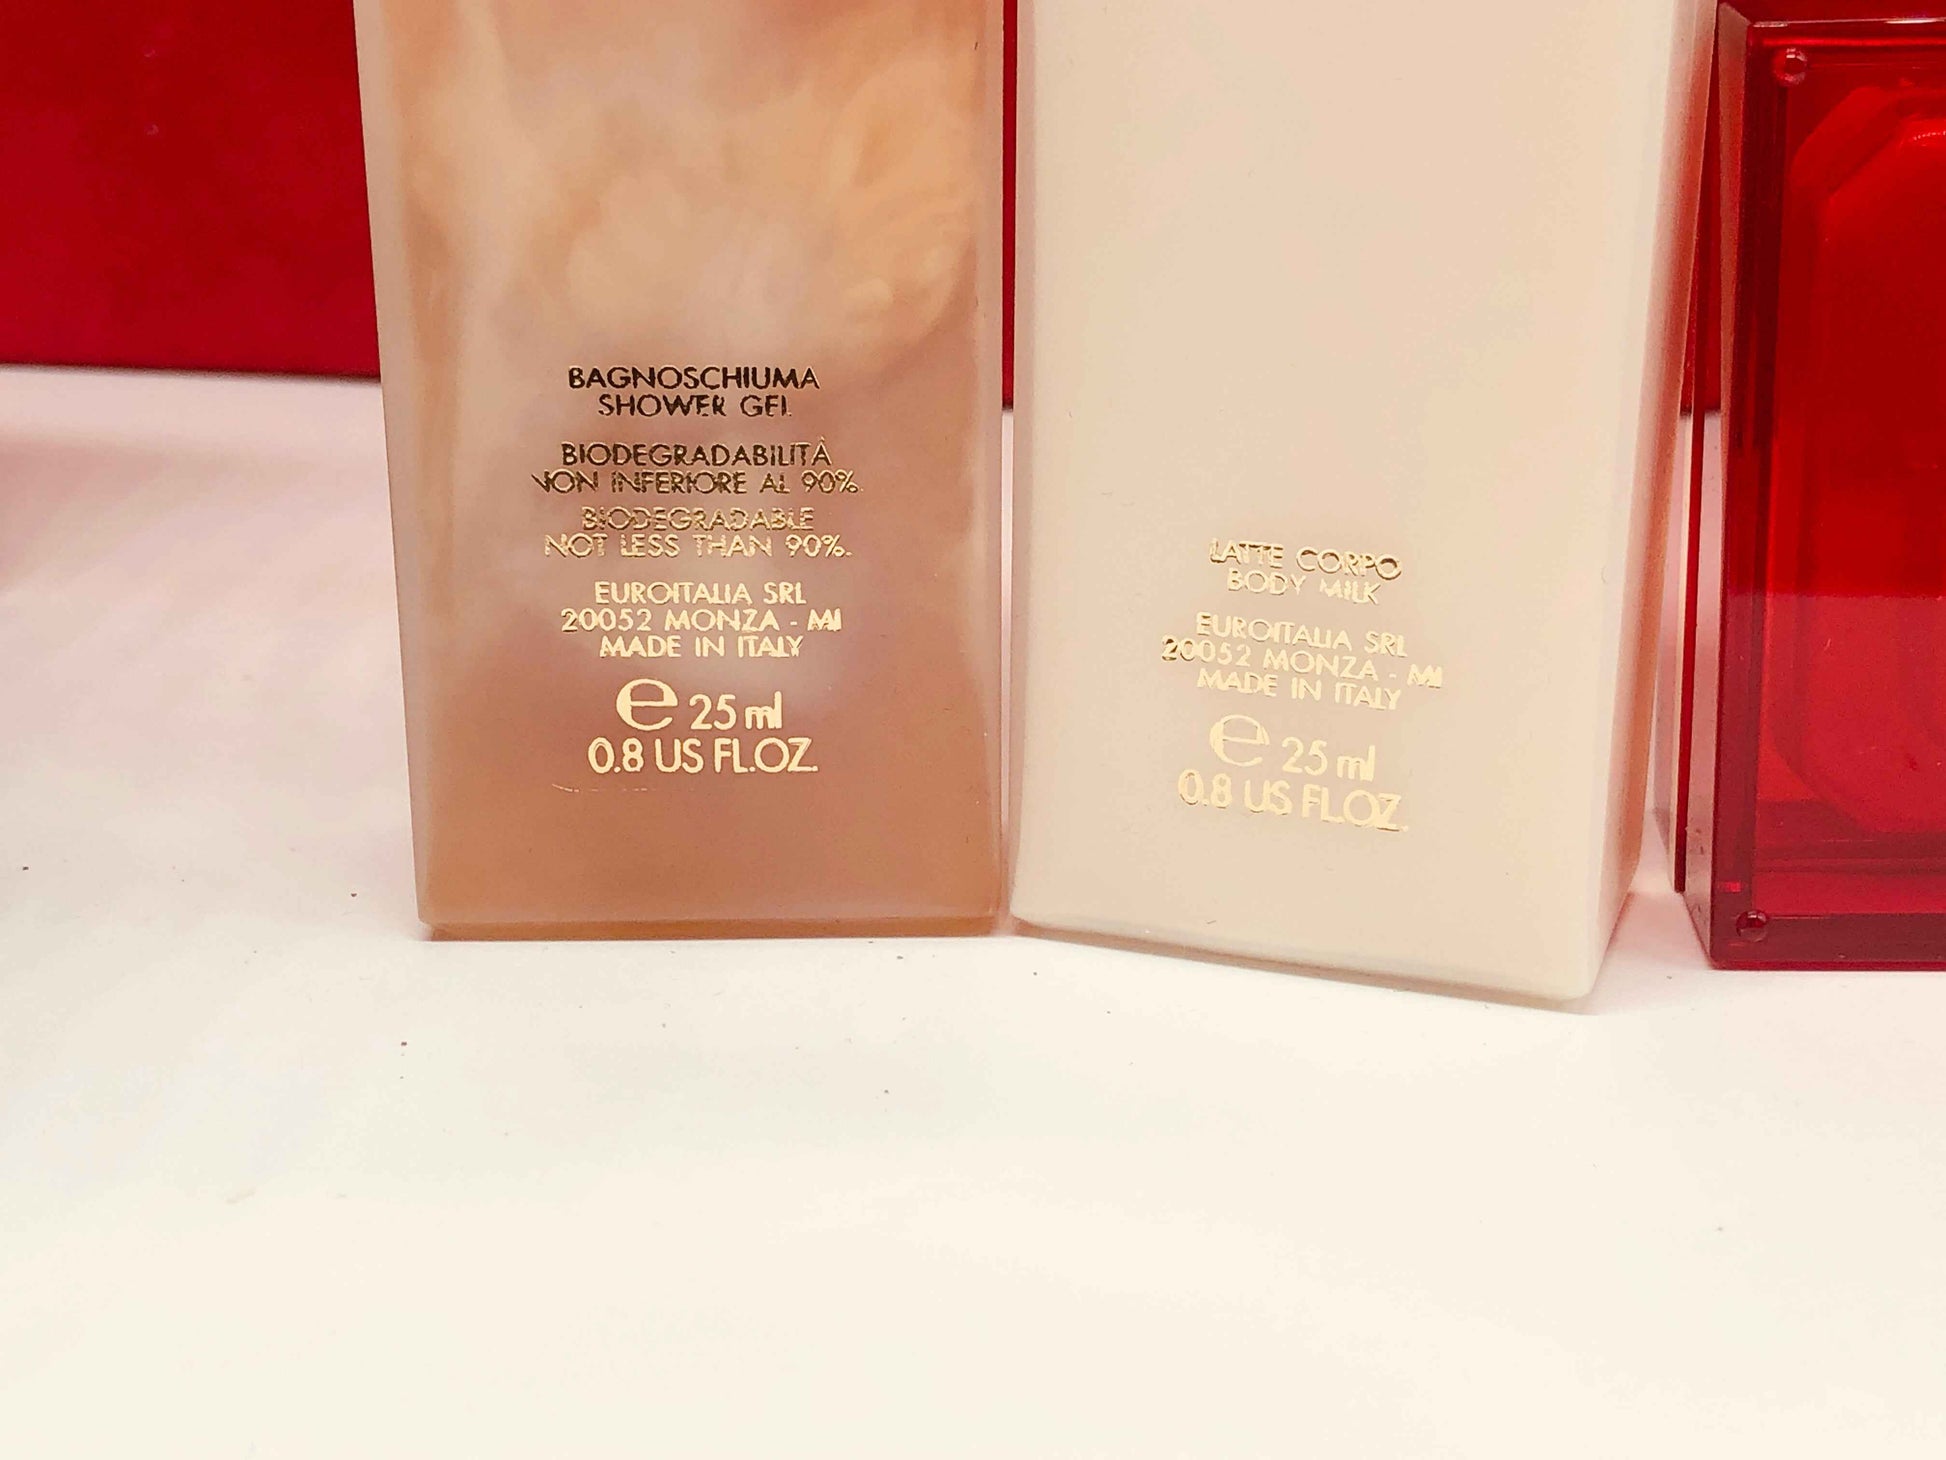 BAGNOSCHIUMA
SHOWER GEL
BIODEGRADABILITÀ
NON INFERIORE AL 90%.
BIODEGRADABLE
NOT LESS THAN 90%.
EUROITALIA SRL
20052 MONZA - MI
MADE IN ITALY
℮ 25 ml
0.8 US FL.OZ.
LATTE CORPO
BODY MILK
EUROITALIA SRL
20052 MONZA - MI
MADE IN ITALY
℮ 25 ml
0.8 US FL.OZ.